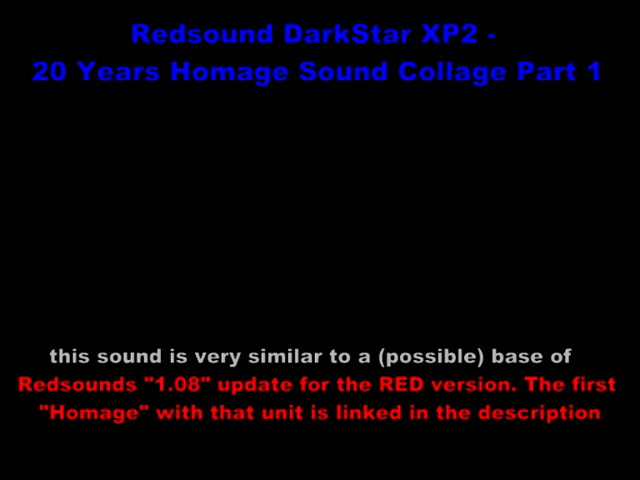 Redsound DarkStar XP2 -
20 Years Homage Sound Collage Part 1
this sound is very similar to a (possible) base of
Redsounds "1.08" update for the RED version. The first
"Homage" with that unit is linked in the description